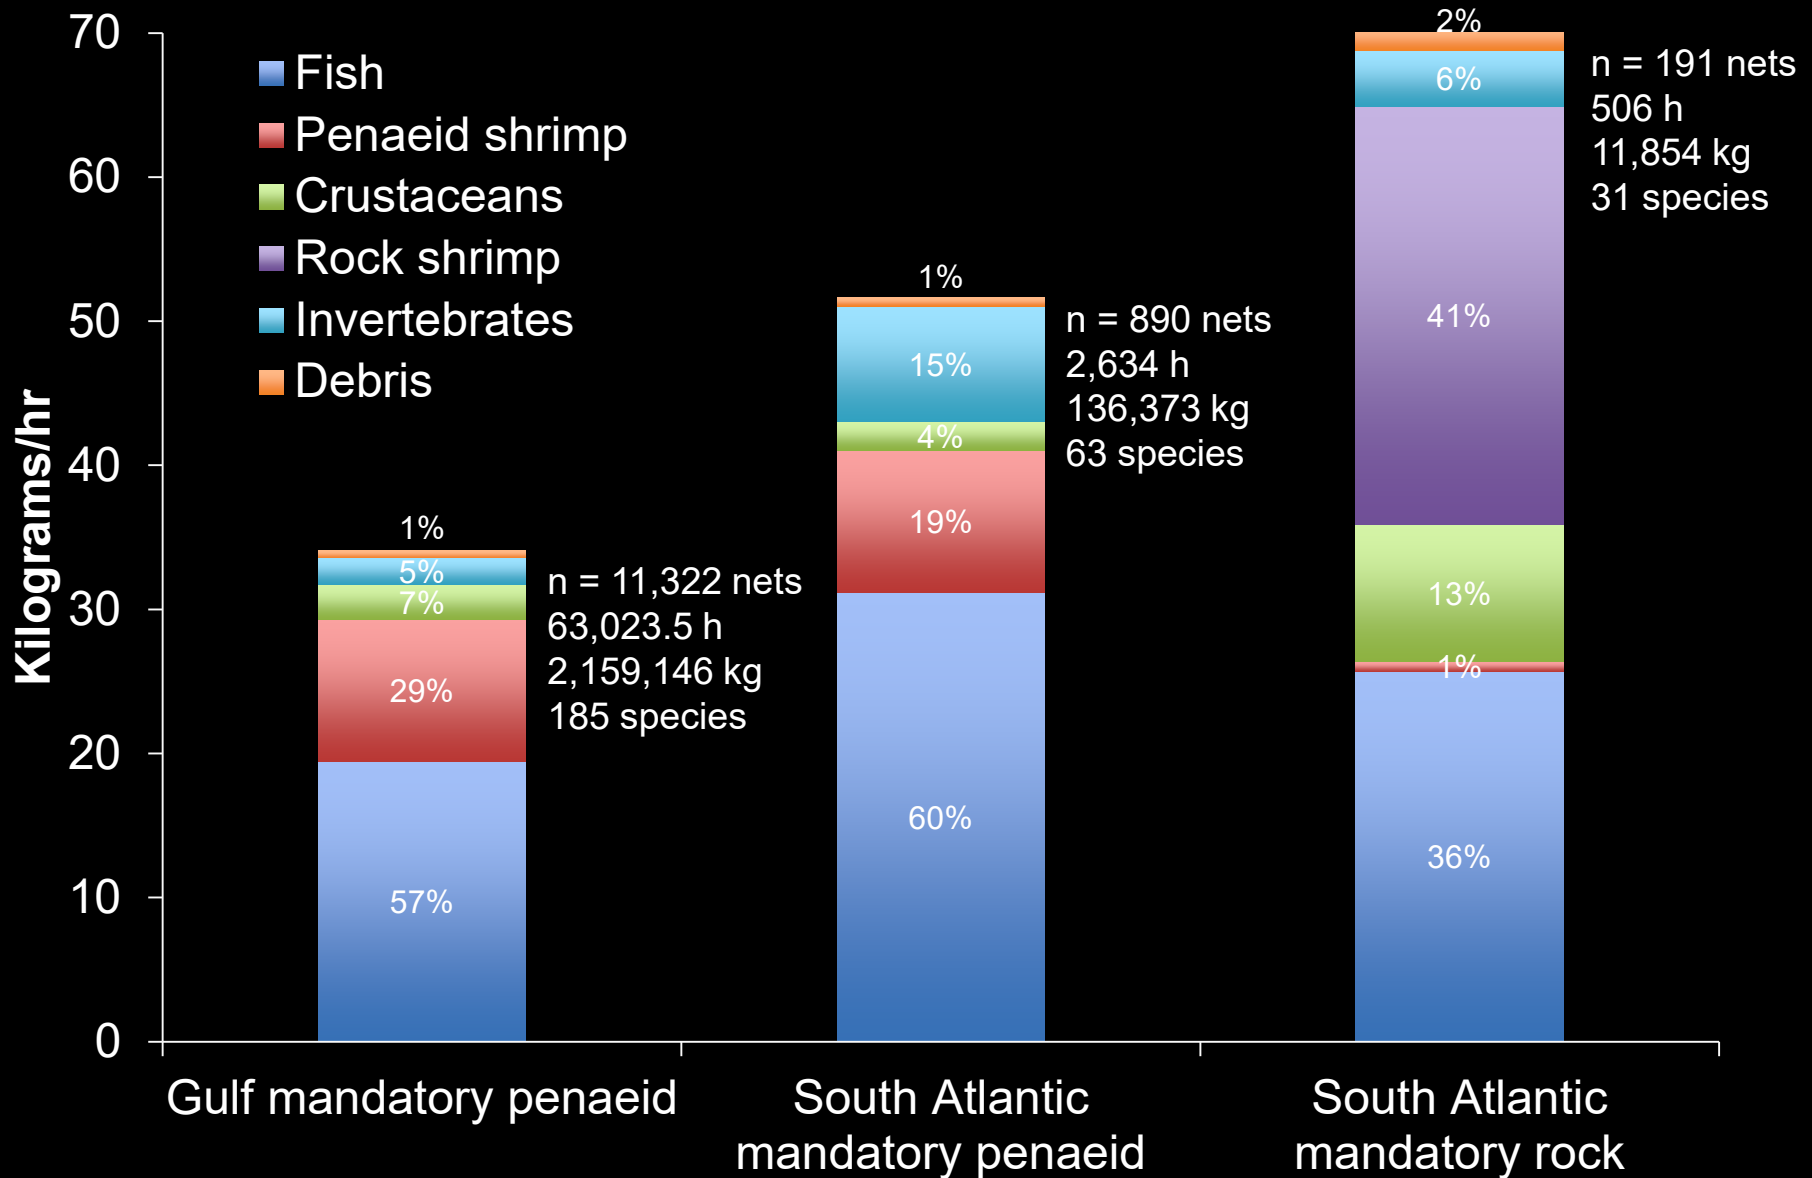 70
60
50
40
30
20
10
0
Kilograms/hr
Fish
Penaeid shrimp
Crustaceans
Rock shrimp
Invertebrates
Debris
1%
5%
7%
29%
57%
n = 11,322 nets
63,023.5 h
2,159,146 kg
185 species
1%
15%
4%
19%
60%
n = 890 nets
2,634 h
136,373 kg
63 species
2%
6%
41%
13%
1%
36%
n = 191 nets
506 h
11,854 kg
31 species
Gulf mandatory penaeid
South Atlantic
mandatory penaeid
South Atlantic
mandatory rock